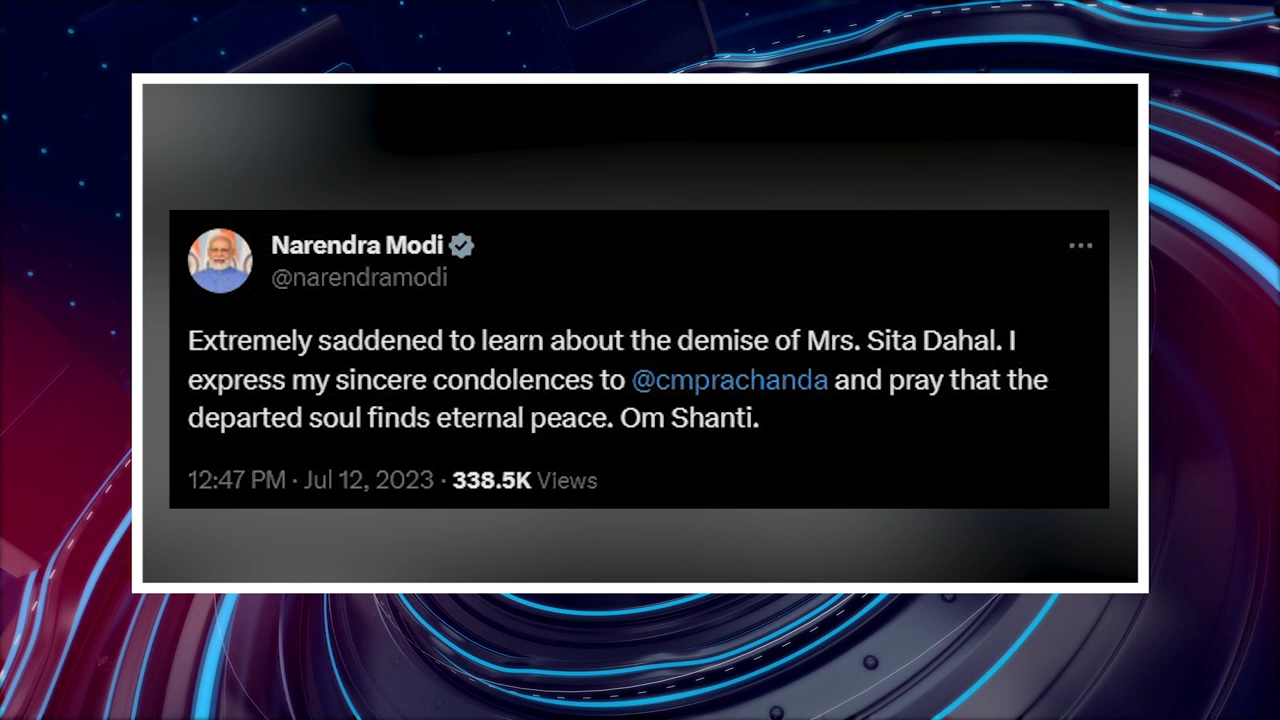 Narendra Modi
@narendramodi
Extremely saddened to learn about the demise of Mrs. Sita Dahal. I
express my sincere condolences to @cmprachanda and pray that the
departed soul finds eternal peace. Om Shanti.
12:47 PM · Jul 12, 2023 · 338.5K Views